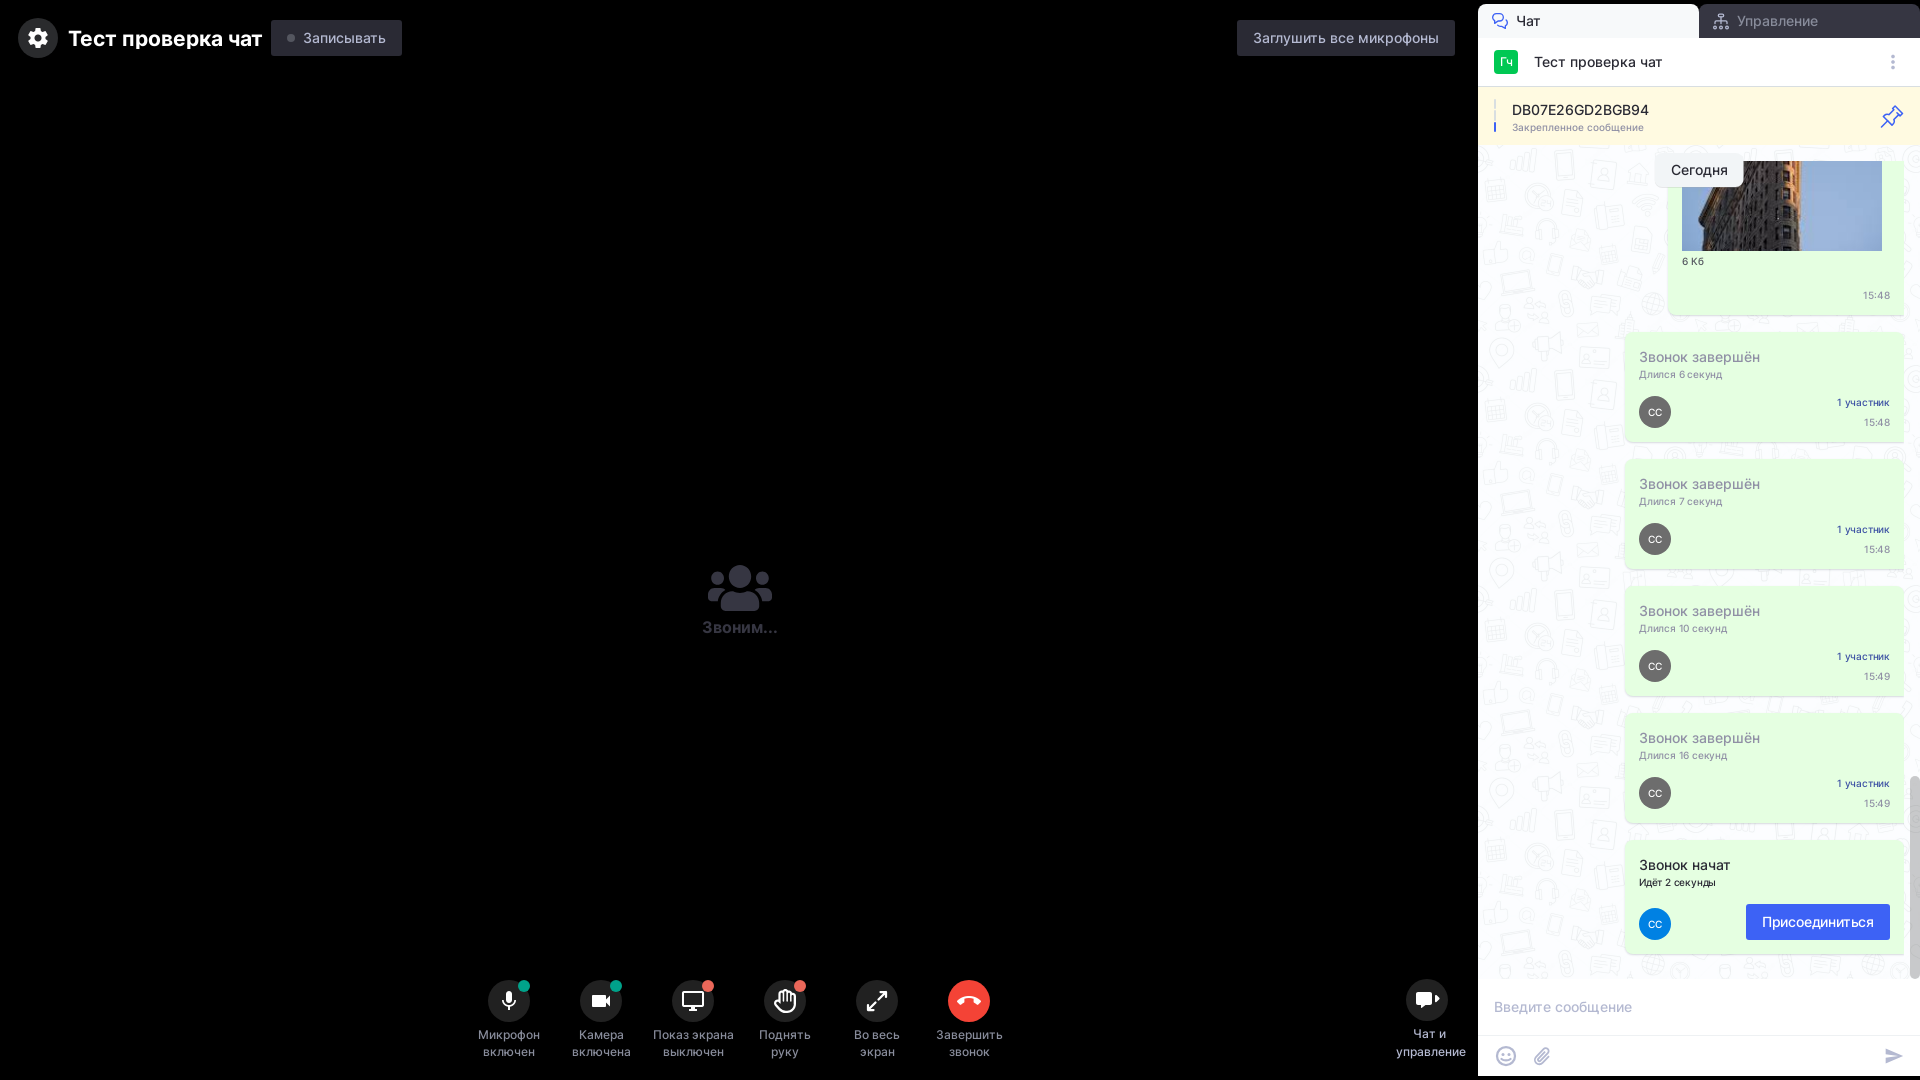 Тест проверка чат
Записывать
Заглушить все микрофоны
Звоним...
Микрофон
включен
Камера
включена
Показ экрана
выключен
Поднять
руку
Во весь
экран
Завершить
звонок
Чат и
управление
Чат
Управление
Гч
Тест проверка чат
DB07E26GD2BGB94
Закрепленное сообщение
Сегодня
6 Кб
15:48
Звонок завершён
Длился 6 секунд
СС
1 участник
15:48
Звонок завершён
Длился 7 секунд
СС
1 участник
15:48
Звонок завершён
Длился 10 секунд
СС
1 участник
15:49
Звонок завершён
Длился 16 секунд
СС
1 участник
15:49
Звонок начат
Идёт 2 секунды
СС
Присоединиться
Введите сообщение